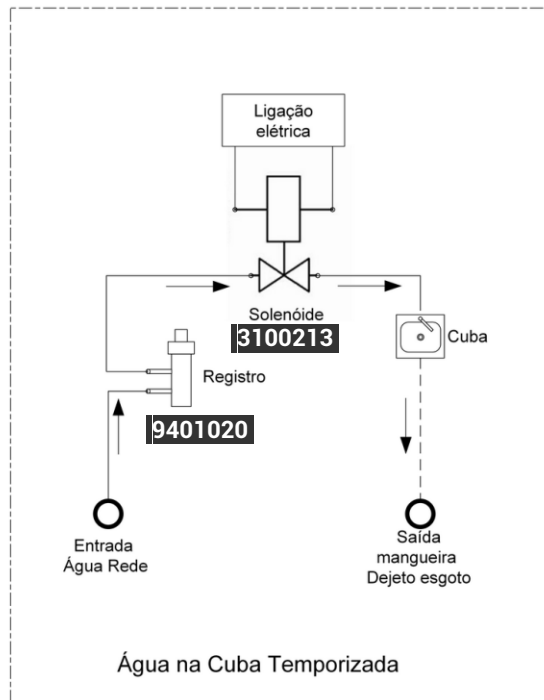 Ligação
elétrica
Solenóide
3100213
Cuba
Registro
9401020
Entrada
Água Rede
Saída
mangueira
Dejeto esgoto
Água na Cuba Temporizada